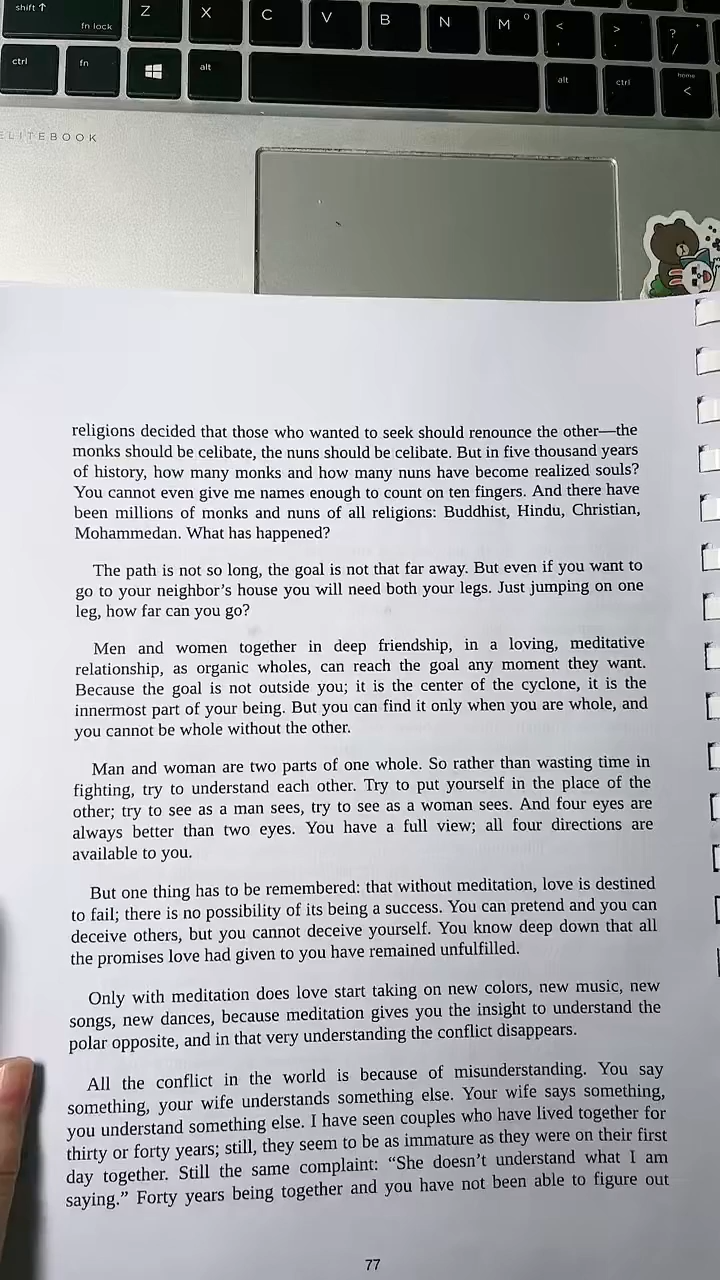 shift ↑
fn lock
Z
X
C
V
B
N
M
<
>
?
/
ctrl
fn
alt
alt
ctrl
home
<
ELITEBOOK
religions decided that those who wanted to seek should renounce the other—the
monks should be celibate, the nuns should be celibate. But in five thousand years
of history, how many monks and how many nuns have become realized souls?
You cannot even give me names enough to count on ten fingers. And there have
been millions of monks and nuns of all religions: Buddhist, Hindu, Christian,
Mohammedan. What has happened?
The path is not so long, the goal is not that far away. But even if you want to
go to your neighbor’s house you will need both your legs. Just jumping on one
leg, how far can you go?
Men and women together in deep friendship, in a loving, meditative
relationship, as organic wholes, can reach the goal any moment they want.
Because the goal is not outside you; it is the center of the cyclone, it is the
innermost part of your being. But you can find it only when you are whole, and
you cannot be whole without the other.
Man and woman are two parts of one whole. So rather than wasting time in
fighting, try to understand each other. Try to put yourself in the place of the
other; try to see as a man sees, try to see as a woman sees. And four eyes are
always better than two eyes. You have a full view; all four directions are
available to you.
But one thing has to be remembered: that without meditation, love is destined
to fail; there is no possibility of its being a success. You can pretend and you can
deceive others, but you cannot deceive yourself. You know deep down that all
the promises love had given to you have remained unfulfilled.
Only with meditation does love start taking on new colors, new music, new
songs, new dances, because meditation gives you the insight to understand the
polar opposite, and in that very understanding the conflict disappears.
All the conflict in the world is because of misunderstanding. You say
something, your wife understands something else. Your wife says something,
you understand something else. I have seen couples who have lived together for
thirty or forty years; still, they seem to be as immature as they were on their first
day together. Still the same complaint: “She doesn’t understand what I am
saying.” Forty years being together and you have not been able to figure out
77